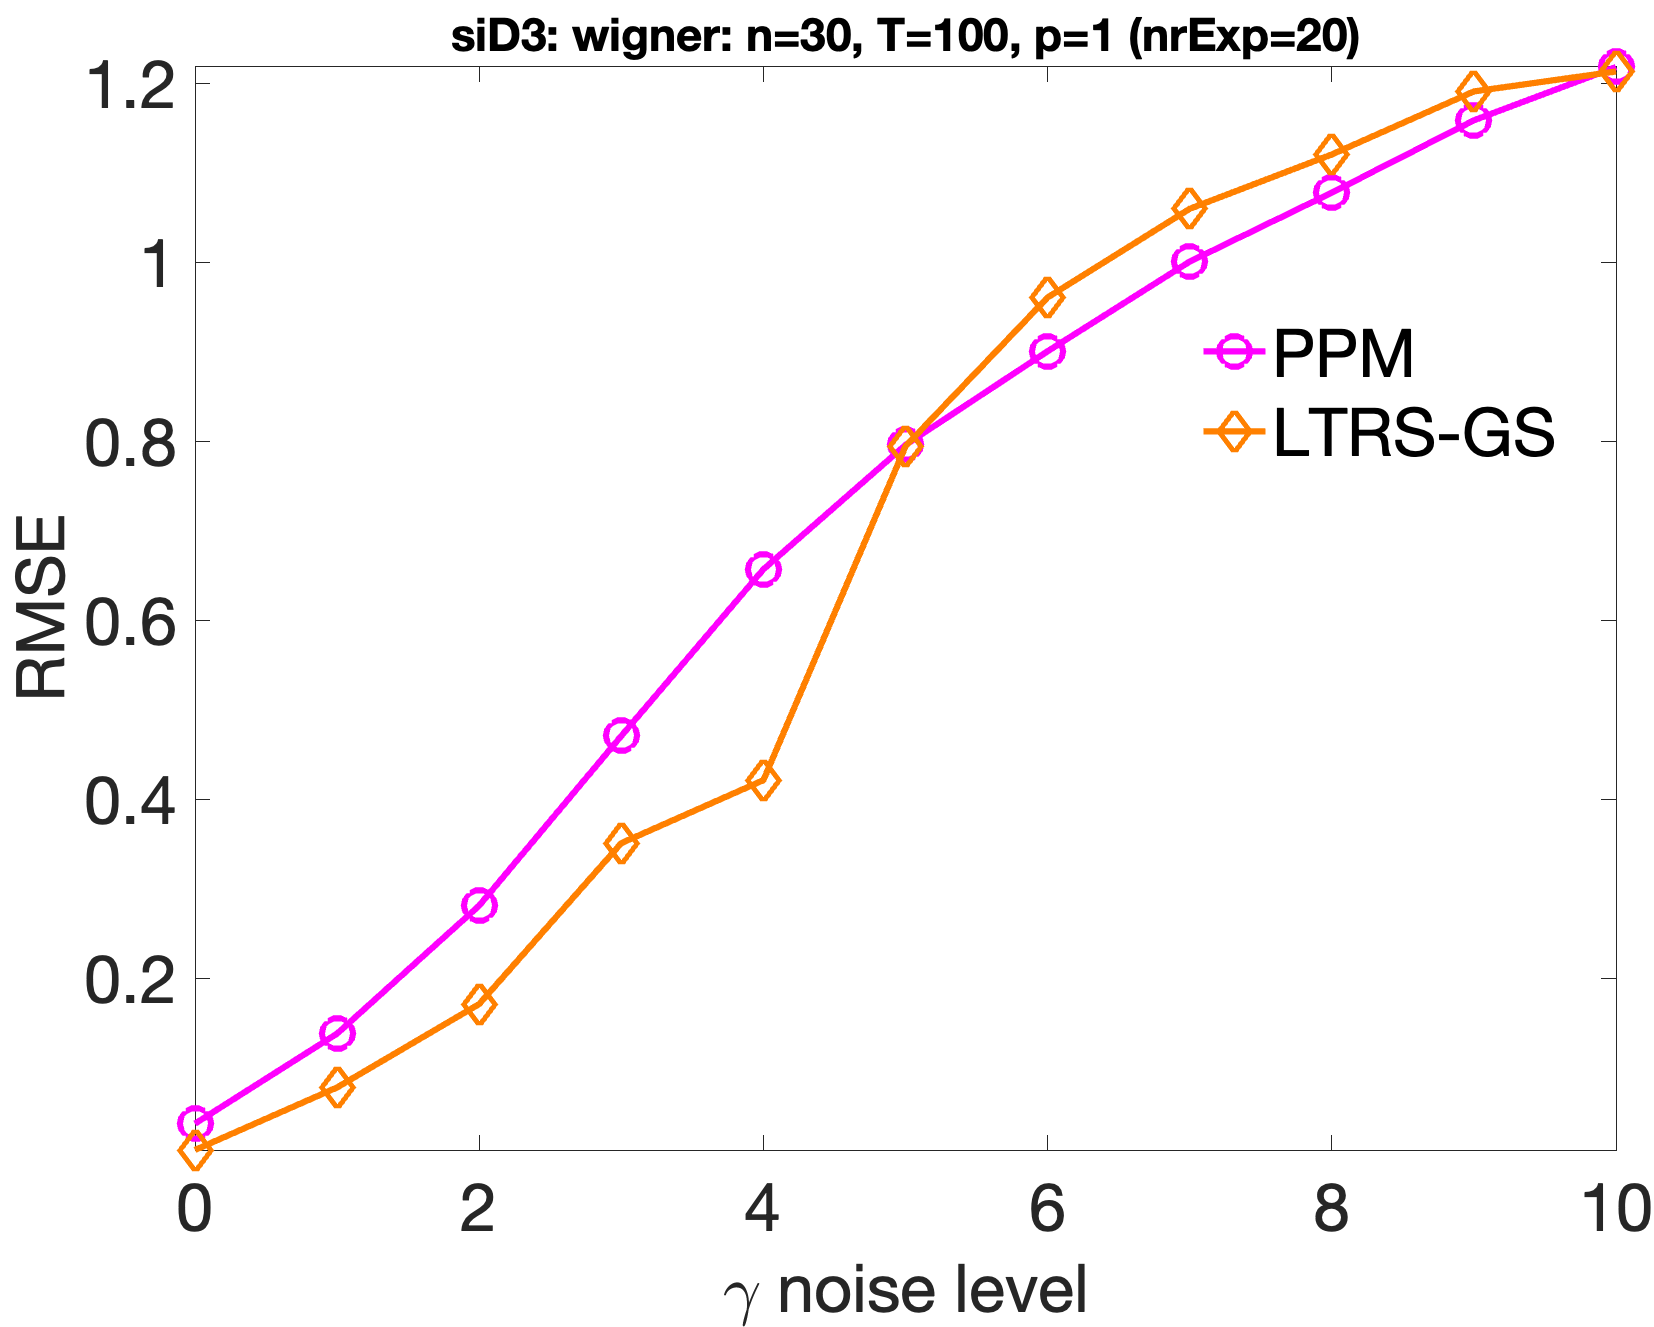 siD3: wigner: n=30, T=100, p=1 (nrExp=20)
1.2
1
0.8
0.6
0.4
0.2
RMSE
PPM
LTRS-GS
0 2 4 6 8 10
γ noise level